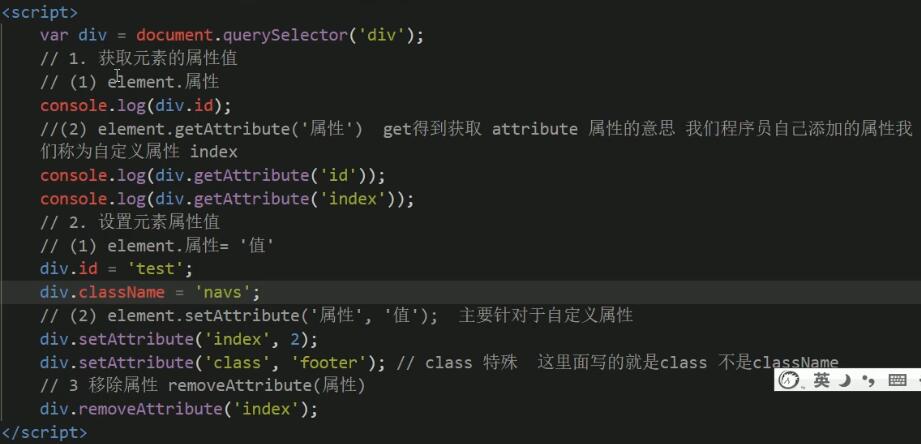 <script>
var div = document.querySelector('div');
// 1. 获取元素的属性值
// (1) element.属性
console.log(div.id);
//(2) element.getAttribute('属性')  get得到获取 attribute 属性的意思 我们程序员自己添加的属性我
们称为自定义属性 index
console.log(div.getAttribute('id'));
console.log(div.getAttribute('index'));
// 2. 设置元素属性值
// (1) element.属性= '值'
div.id = 'test';
div.className = 'navs';
// (2) element.setAttribute('属性', '值');  主要针对于自定义属性
div.setAttribute('index', 2);
div.setAttribute('class', 'footer'); // class 特殊  这里面写的就是class 不是className
// 3 移除属性 removeAttribute(属性)
英
div.removeAttribute('index');
</script>